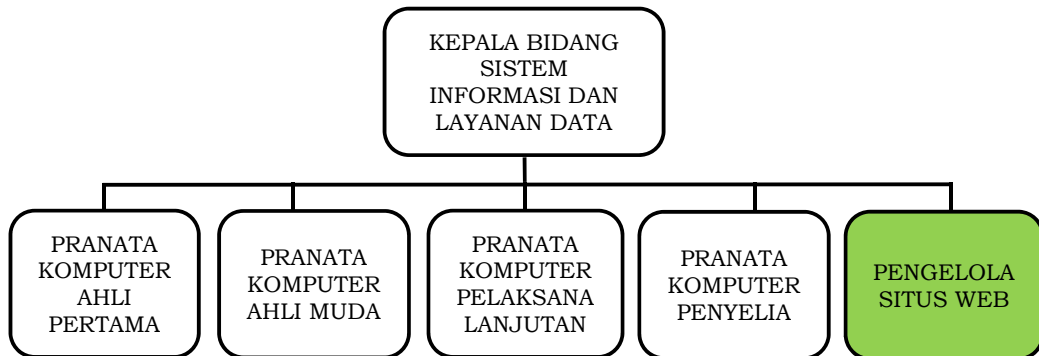 KEPALA BIDANG
SISTEM
INFORMASI DAN
LAYANAN DATA
PRANATA
KOMPUTER
AHLI
PERTAMA
PRANATA
KOMPUTER
AHLI MUDA
PRANATA
KOMPUTER
PELAKSANA
LANJUTAN
PRANATA
KOMPUTER
PENYELIA
PENGELOLA
SITUS WEB